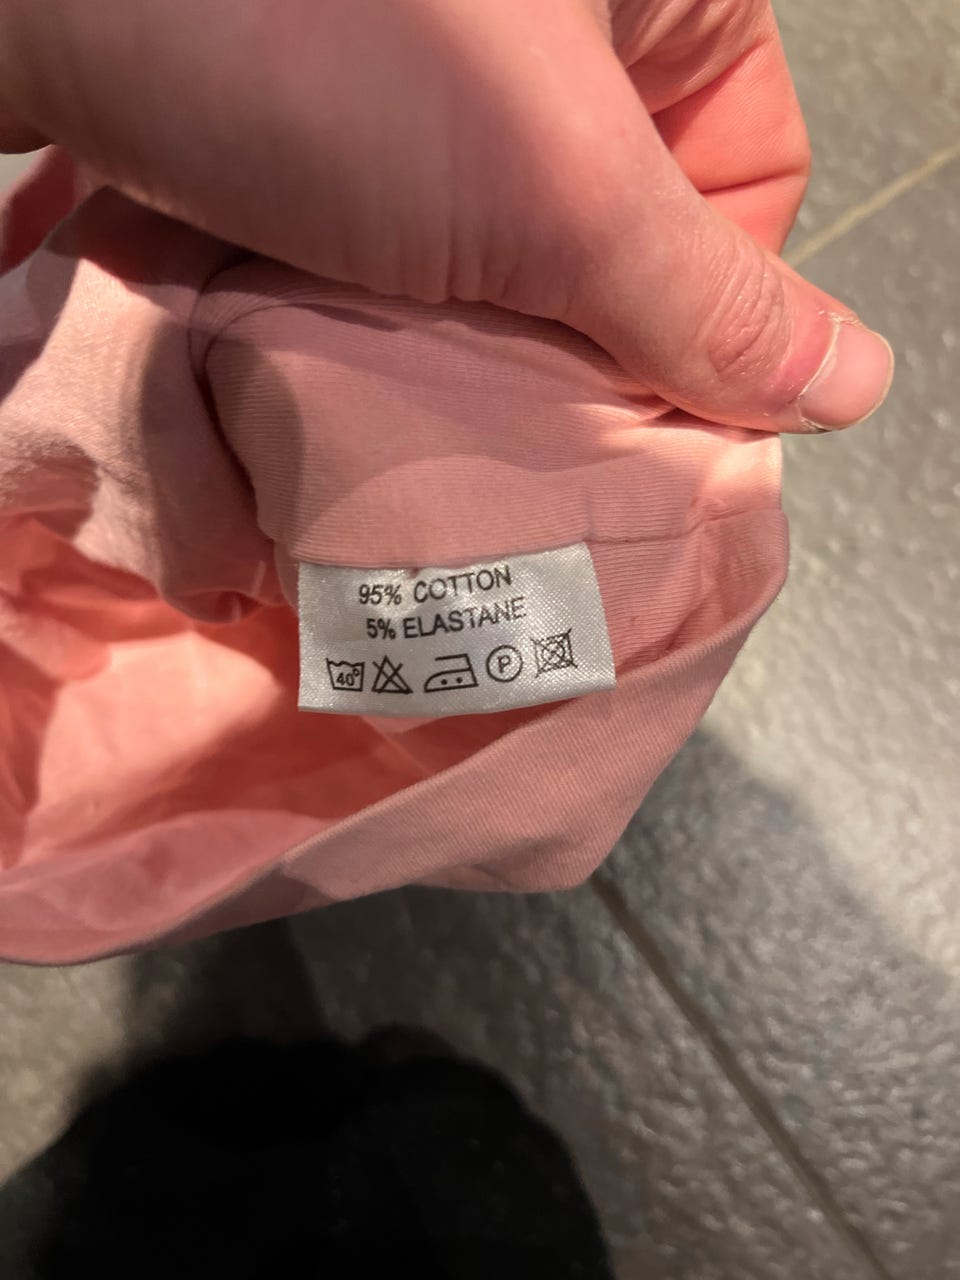 95% COTTON
5% ELASTANE
40° P